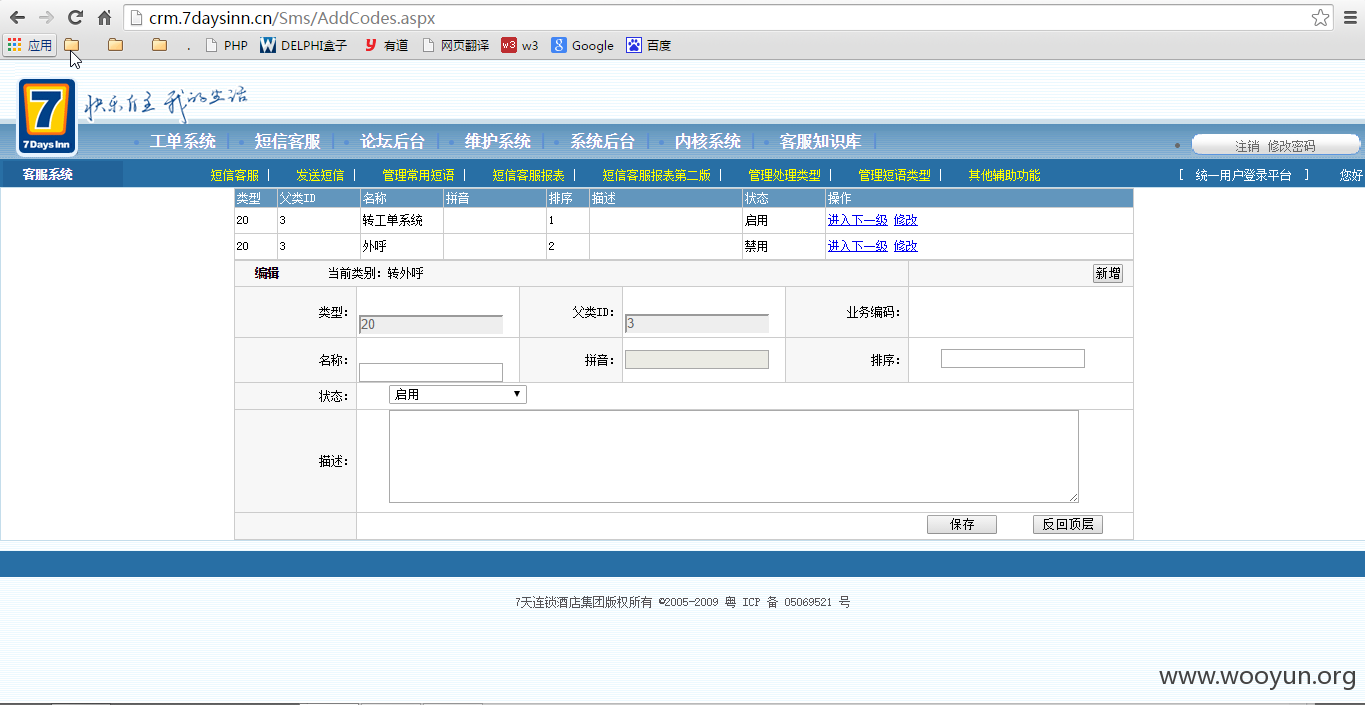 crm.7daysinn.cn/Sms/AddCodes.aspx
应用 . PHP DELPHI盒子 有道 网页翻译 w3 w3 Google 百度
7 7 Days Inn 快乐自主 我的生活
工单系统 短信客服 论坛后台 维护系统 系统后台 内核系统 客服知识库 注销 修改密码
客服系统 短信客服 | 发送短信 | 管理常用短语 | 短信客服报表 | 短信客服报表第二版 | 管理处理类型 | 管理短语类型 | 其他辅助功能 [ 统一用户登录平台 ] 您好
类型 父类ID 名称 拼音 排序 描述 状态 操作
20 3 转工单系统 1 启用 进入下一级 修改
20 3 外呼 2 禁用 进入下一级 修改
编辑 当前类别：转外呼 新增
类型： 20 父类ID： 3 业务编码：
名称： 拼音： 排序：
状态： 启用
描述：
保存 反回顶层
7天连锁酒店集团版权所有 ©2005-2009 粤 ICP 备 05069521 号
www.wooyun.org